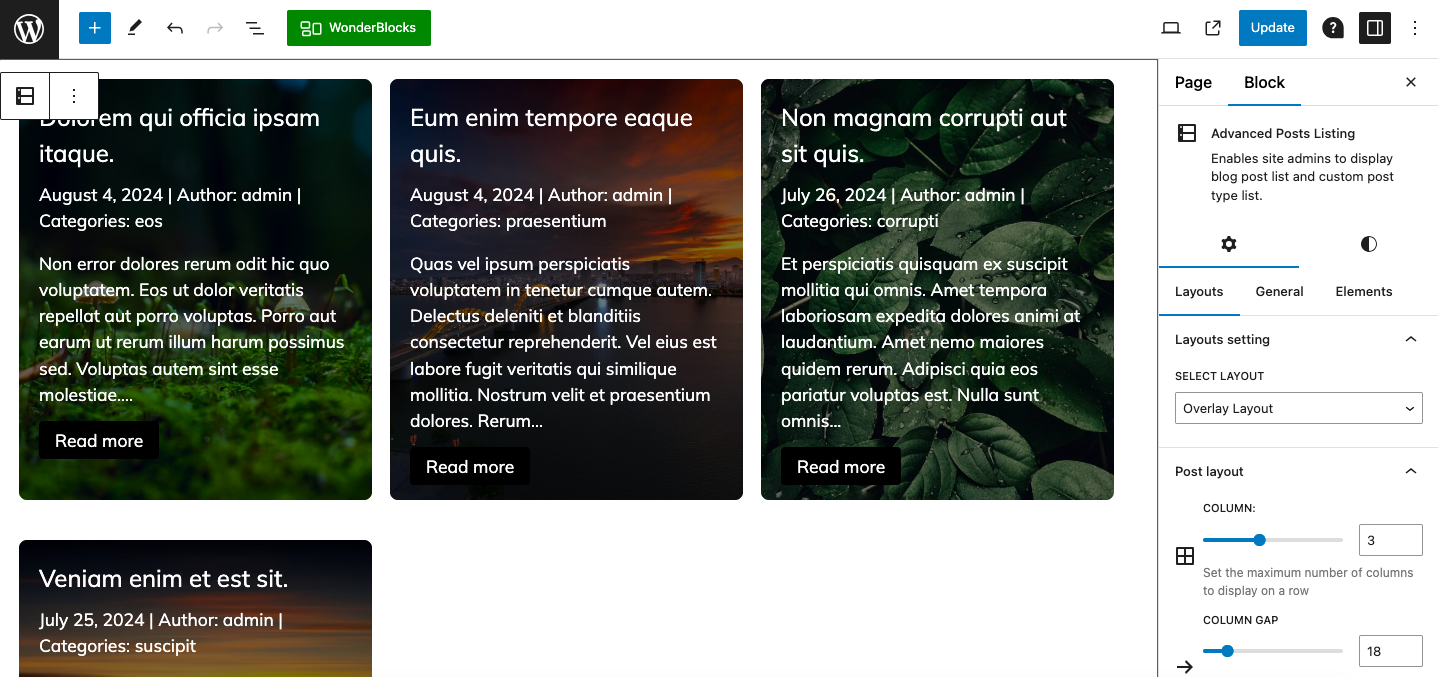 WonderBlocks
Update
Dolorem qui officia ipsam
itaque.
August 4, 2024 | Author: admin |
Categories: eos
Non error dolores rerum odit hic quo
voluptatem. Eos ut dolor veritatis
repellat aut porro voluptas. Porro aut
earum ut rerum illum harum possimus
sed. Voluptas autem sint esse
molestiae....
Read more
Eum enim tempore eaque
quis.
August 4, 2024 | Author: admin |
Categories: praesentium
Quas vel ipsum perspiciatis
voluptatem in tenetur cumque autem.
Delectus deleniti et blanditiis
consectetur reprehenderit. Vel eius est
labore fugit veritatis qui similique
mollitia. Nostrum velit et praesentium
dolores. Rerum...
Read more
Non magnam corrupti aut
sit quis.
July 26, 2024 | Author: admin |
Categories: corrupti
Et perspiciatis quisquam ex suscipit
mollitia qui omnis. Amet tempora
laboriosam expedita dolores animi at
laudantium. Amet nemo maiores
quidem rerum. Adipisci quia eos
pariatur voluptas est. Nulla sunt
omnis...
Read more
Veniam enim et est sit.
July 25, 2024 | Author: admin |
Categories: suscipit
Page
Block
Advanced Posts Listing
Enables site admins to display
blog post list and custom post
type list.
Layouts
General
Elements
Layouts setting
SELECT LAYOUT
Overlay Layout
Post layout
COLUMN:
3
Set the maximum number of columns
to display on a row
COLUMN GAP
18